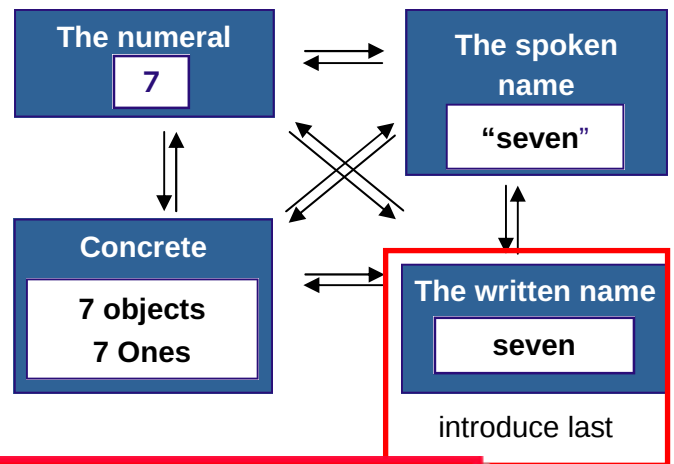 The numeral
7
The spoken
name
“seven”
Concrete
7 objects
7 Ones
The written name
seven
introduce last